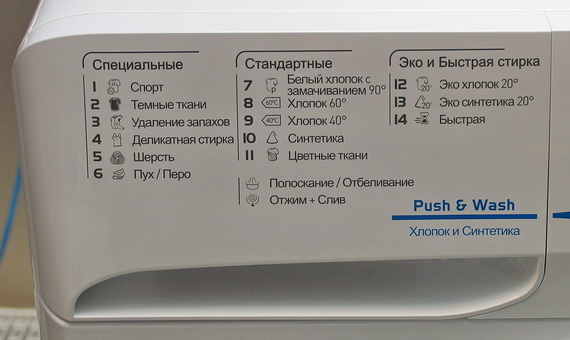 Специальные
1 Спорт
2 Темные ткани
3 Удаление запахов
4 Деликатная стирка
5 Шерсть
6 Пух / Перо
Стандартные
7 Белый хлопок с
замачиванием 90°
8 60°C Хлопок 60°
9 40°C Хлопок 40°
10 Синтетика
11 Цветные ткани
Полоскание / Отбеливание
Отжим + Слив
Эко и Быстрая стирка
12 20° Эко хлопок 20°
13 20° Эко синтетика 20°
14 Быстрая
Push & Wash
Хлопок и Синтетика